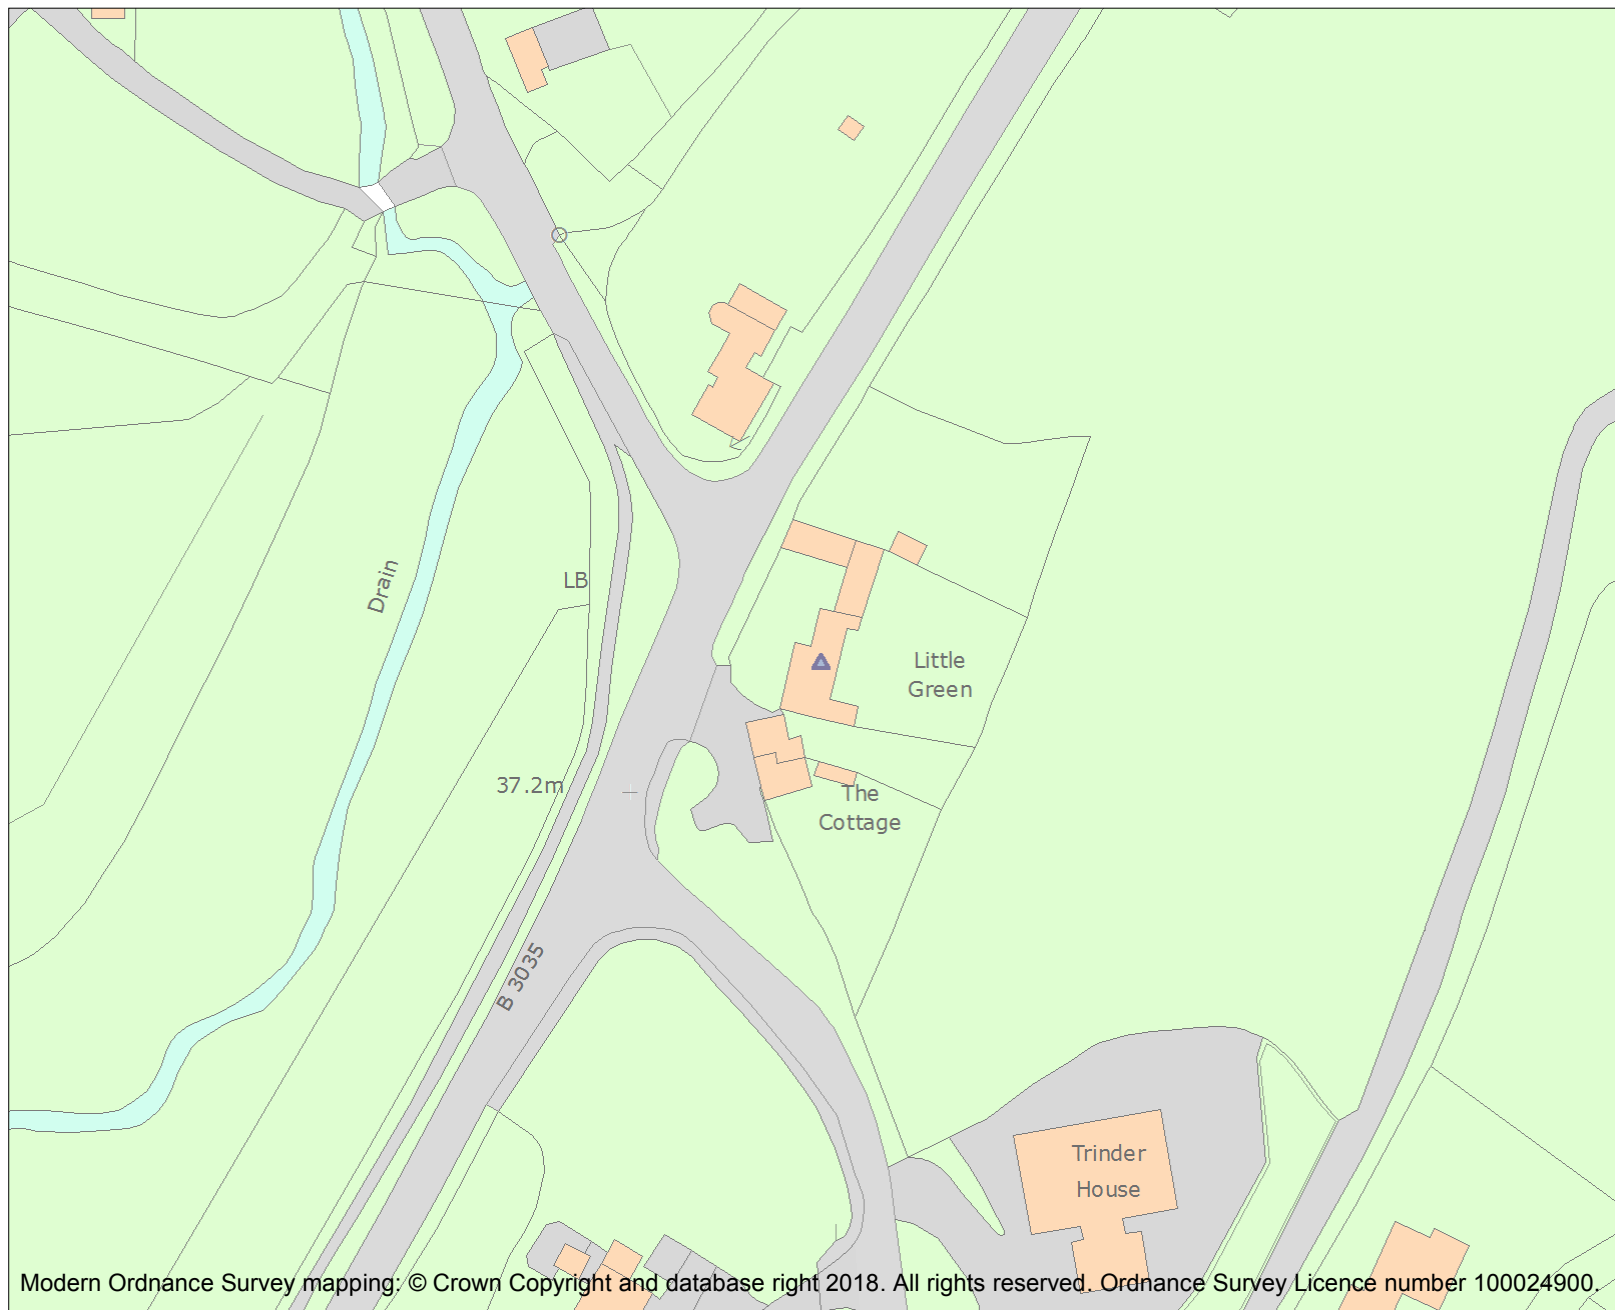 Drain
LB
Little
Green
37.2m
The
Cottage
B 3035
Trinder
House
Modern Ordnance Survey mapping: © Crown Copyright and database right 2018. All rights reserved. Ordnance Survey Licence number 100024900.